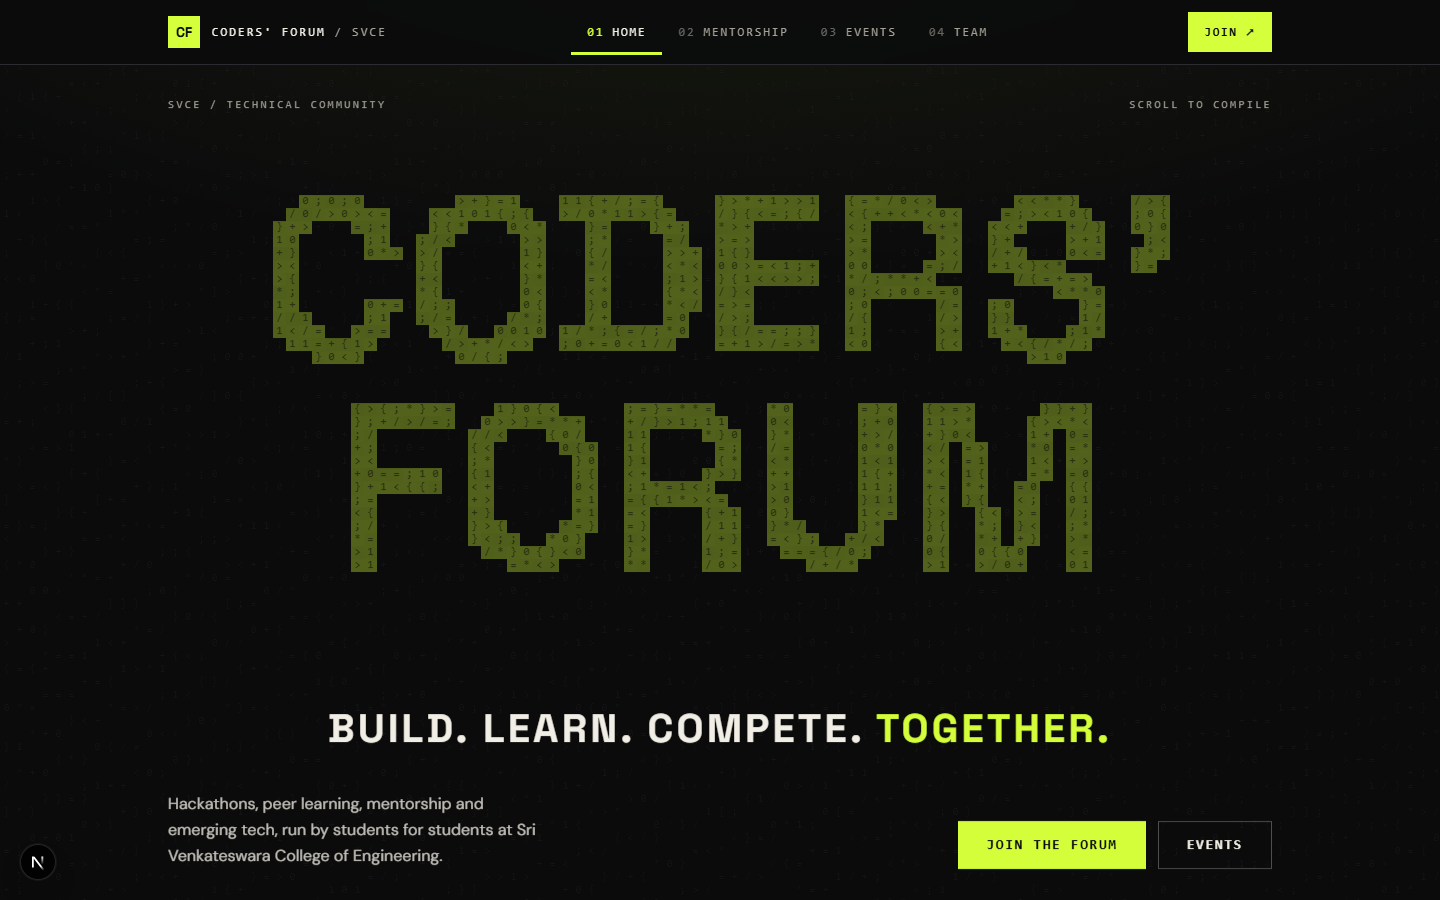 CF CODERS' FORUM / SVCE 01 HOME 02 MENTORSHIP 03 EVENTS 04 TEAM JOIN ↗
SVCE / TECHNICAL COMMUNITY SCROLL TO COMPILE
CODERS'
FORUM
BUILD. LEARN. COMPETE. TOGETHER.
Hackathons, peer learning, mentorship and
emerging tech, run by students for students at Sri
Venkateswara College of Engineering.
JOIN THE FORUM EVENTS
N